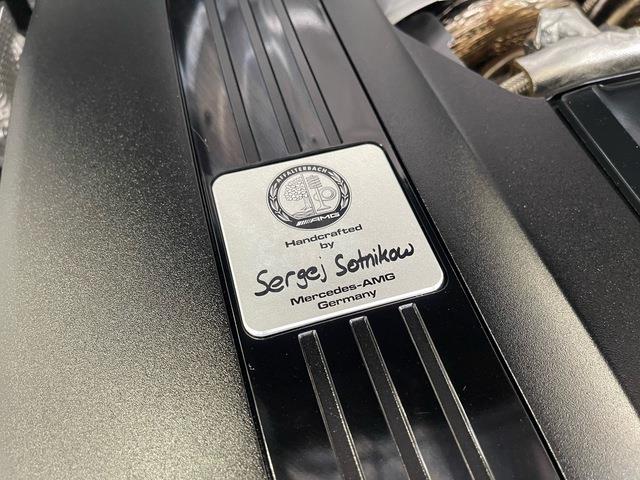 AFFALTERBACH
AMG
Handcrafted
by
Sergej Sotnikow
Mercedes-AMG
Germany